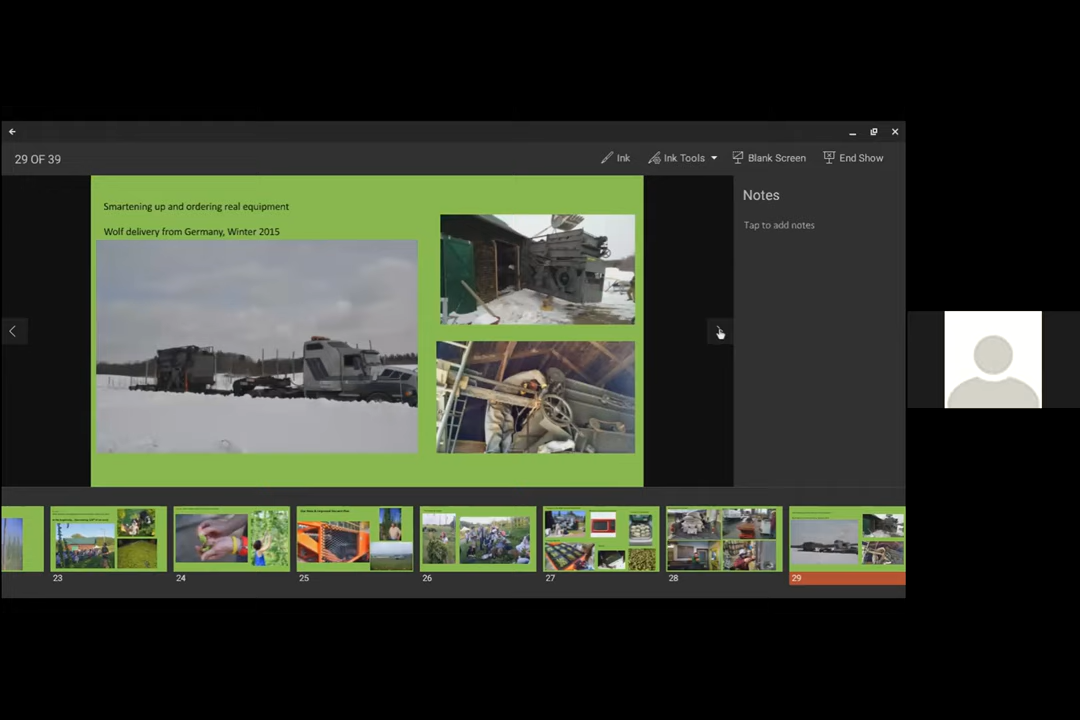 29 OF 39
Ink
Ink Tools
Blank Screen
End Show
Smartening up and ordering real equipment
Wolf delivery from Germany, Winter 2015
Notes
Tap to add notes
23
24
25
26
27
28
29